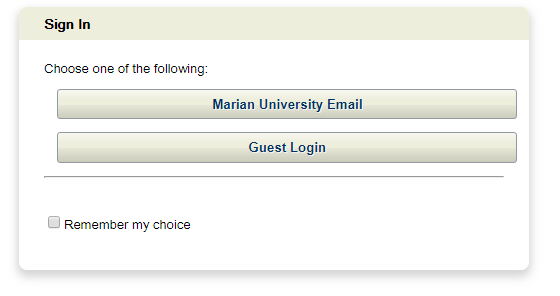 Sign In
Choose one of the following:
Marian University Email
Guest Login
Remember my choice